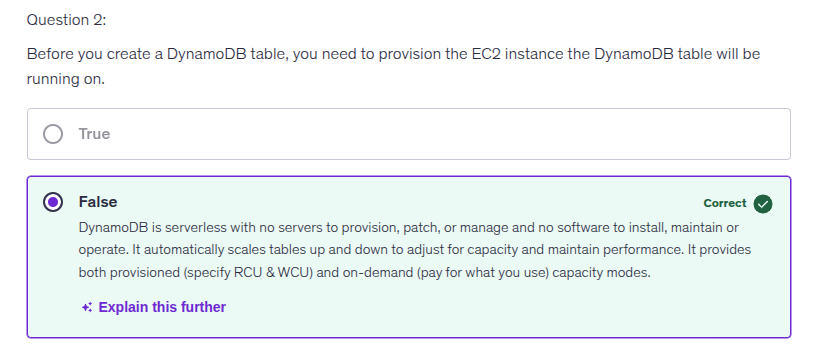 Question 2:
Before you create a DynamoDB table, you need to provision the EC2 instance the DynamoDB table will be
running on.
True
False
Correct
DynamoDB is serverless with no servers to provision, patch, or manage and no software to install, maintain or
operate. It automatically scales tables up and down to adjust for capacity and maintain performance. It provides
both provisioned (specify RCU & WCU) and on-demand (pay for what you use) capacity modes.
Explain this further